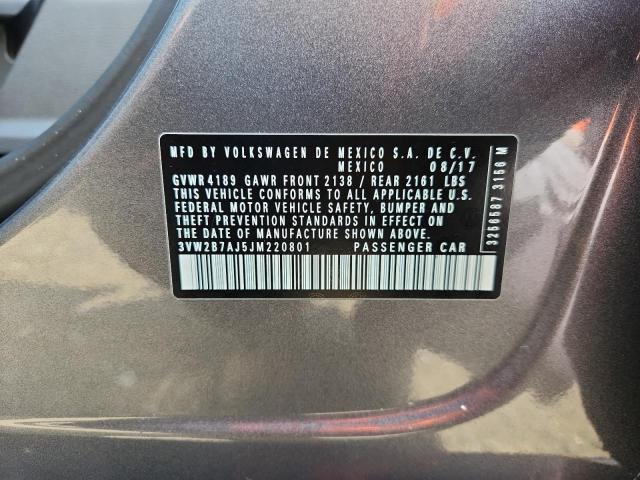 MFD BY VOLKSWAGEN DE MEXICO S.A. DE C.V.
MEXICO 08/17
GVWR 4189 GAWR FRONT 2138 / REAR 2161 LBS
THIS VEHICLE CONFORMS TO ALL APPLICABLE U.S.
FEDERAL MOTOR VEHICLE SAFETY, BUMPER AND
THEFT PREVENTION STANDARDS IN EFFECT ON
THE DATE OF MANUFACTURE SHOWN ABOVE.
3VW2B7AJ5JM220801 PASSENGER CAR
3256587 3156 M